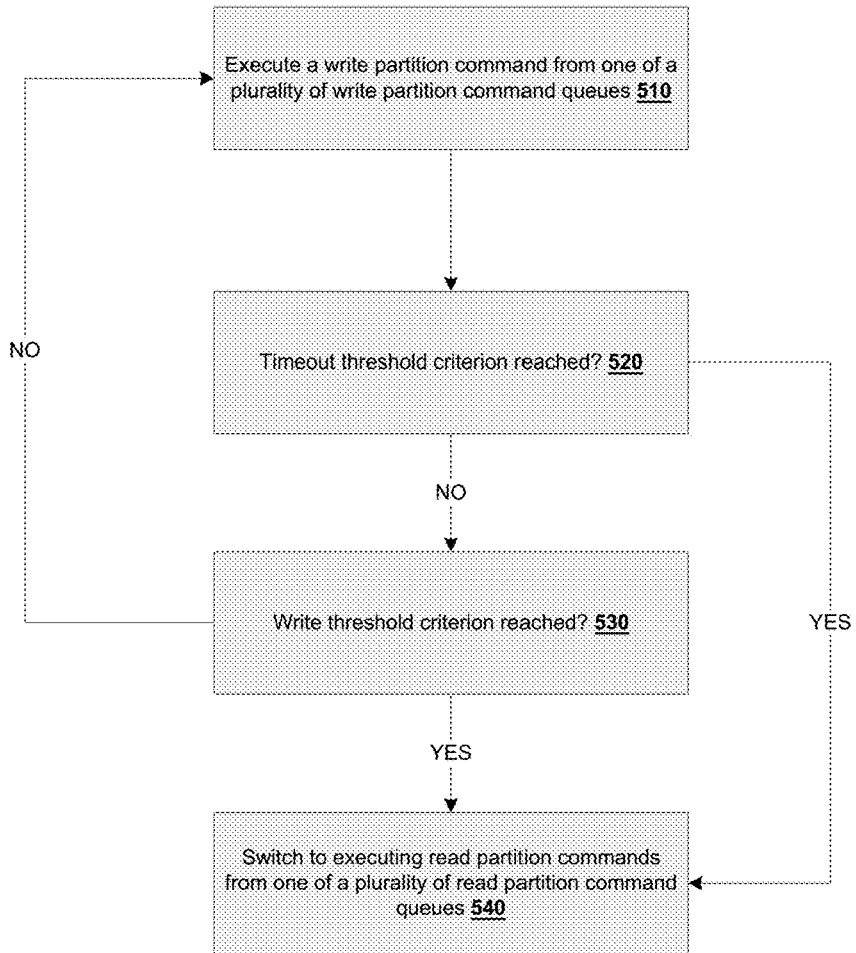 Execute a write partition command from one of a
plurality of write partition command queues 510
Timeout threshold criterion reached? 520
NO
NO
Write threshold criterion reached? 530
YES
YES
Switch to executing read partition commands
from one of a plurality of read partition command
queues 540